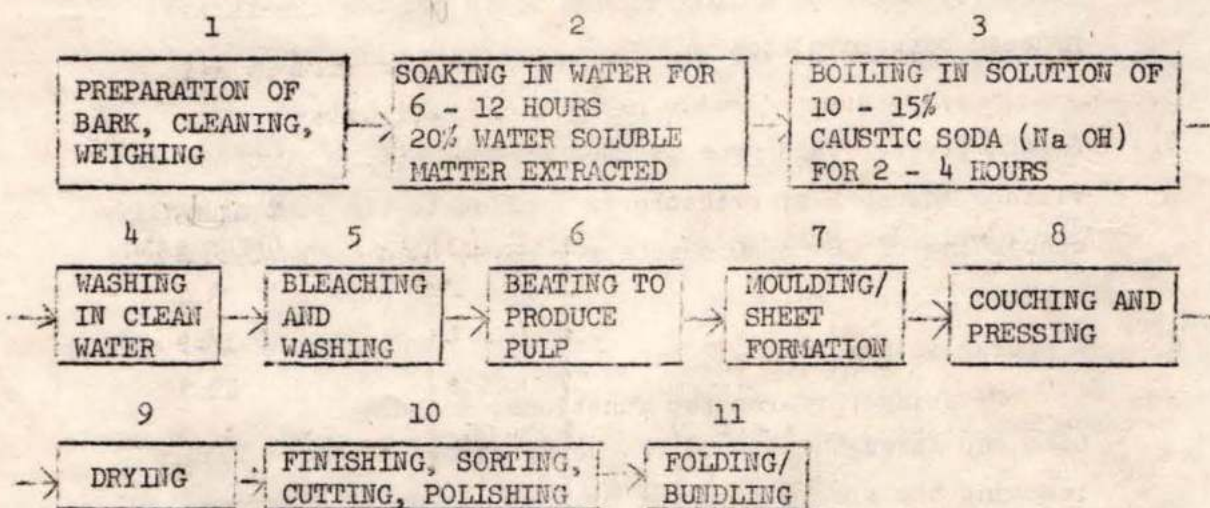 1
PREPARATION OF
BARK, CLEANING,
WEIGHING
2
SOAKING IN WATER FOR
6 - 12 HOURS
20% WATER SOLUBLE
MATTER EXTRACTED
3
BOILING IN SOLUTION OF
10 - 15%
CAUSTIC SODA (Na OH)
FOR 2 - 4 HOURS
4
WASHING
IN CLEAN
WATER
5
BLEACHING
AND
WASHING
6
BEATING TO
PRODUCE
PULP
7
MOULDING/
SHEET
FORMATION
8
COUCHING AND
PRESSING
9
DRYING
10
FINISHING, SORTING,
CUTTING, POLISHING
11
FOLDING/
BUNDLING